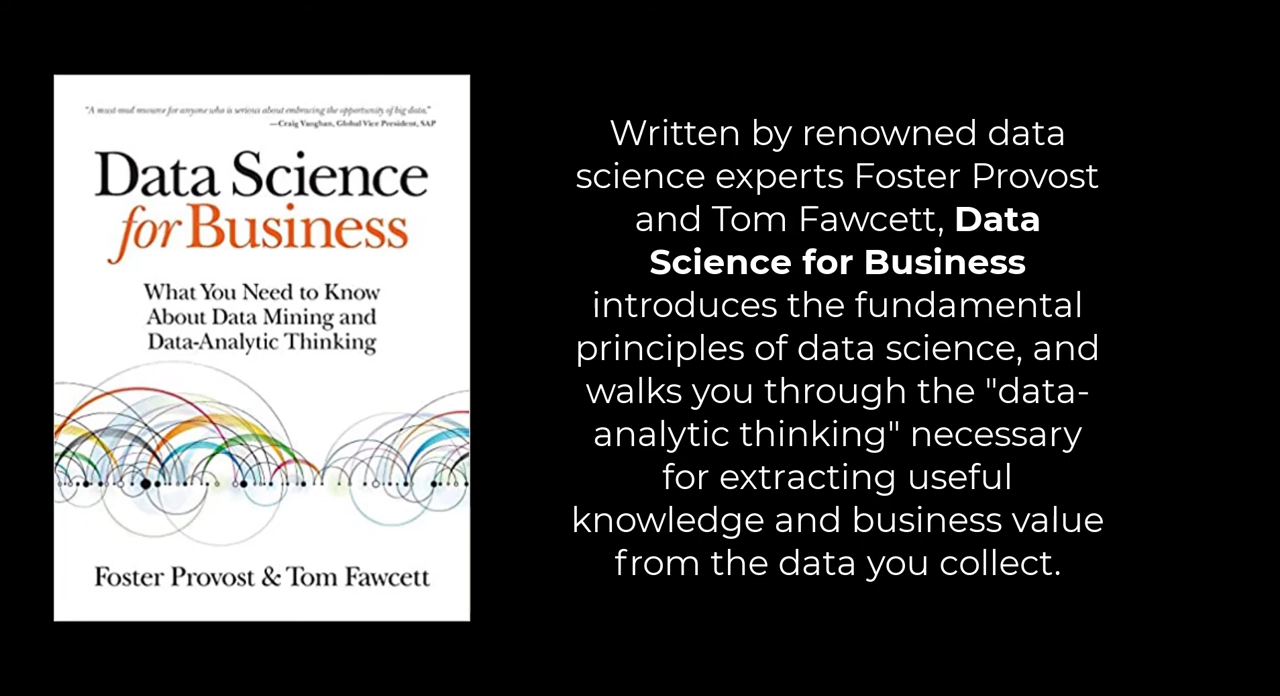 "A must-read resource for anyone who is serious about embracing the opportunity of big data."
—Craig Vaughan, Global Vice President, SAP
Data Science
for Business
What You Need to Know
About Data Mining and
Data-Analytic Thinking
Foster Provost & Tom Fawcett
Written by renowned data
science experts Foster Provost
and Tom Fawcett, Data
Science for Business
introduces the fundamental
principles of data science, and
walks you through the "data-
analytic thinking" necessary
for extracting useful
knowledge and business value
from the data you collect.